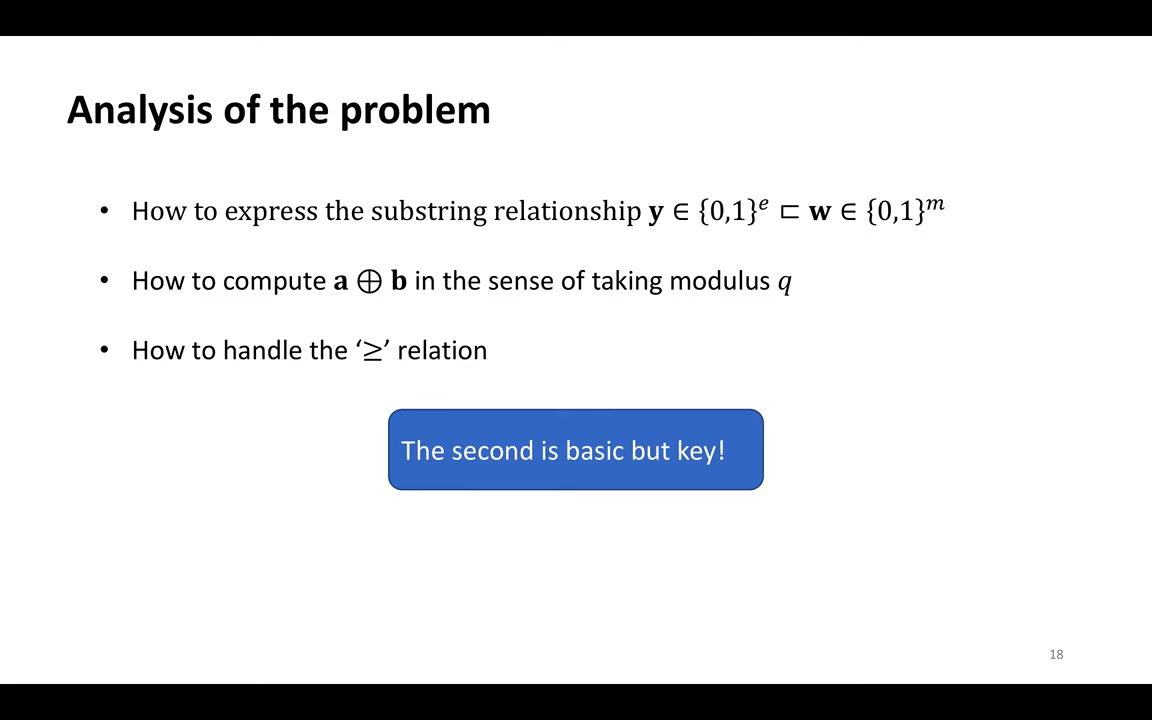 Analysis of the problem
• How to express the substring relationship 𝐲 ∈ {0,1}ᵉ ⊏ 𝐰 ∈ {0,1}ᵐ
• How to compute 𝐚 ⊕ 𝐛 in the sense of taking modulus 𝑞
• How to handle the ‘≥’ relation
The second is basic but key!
18